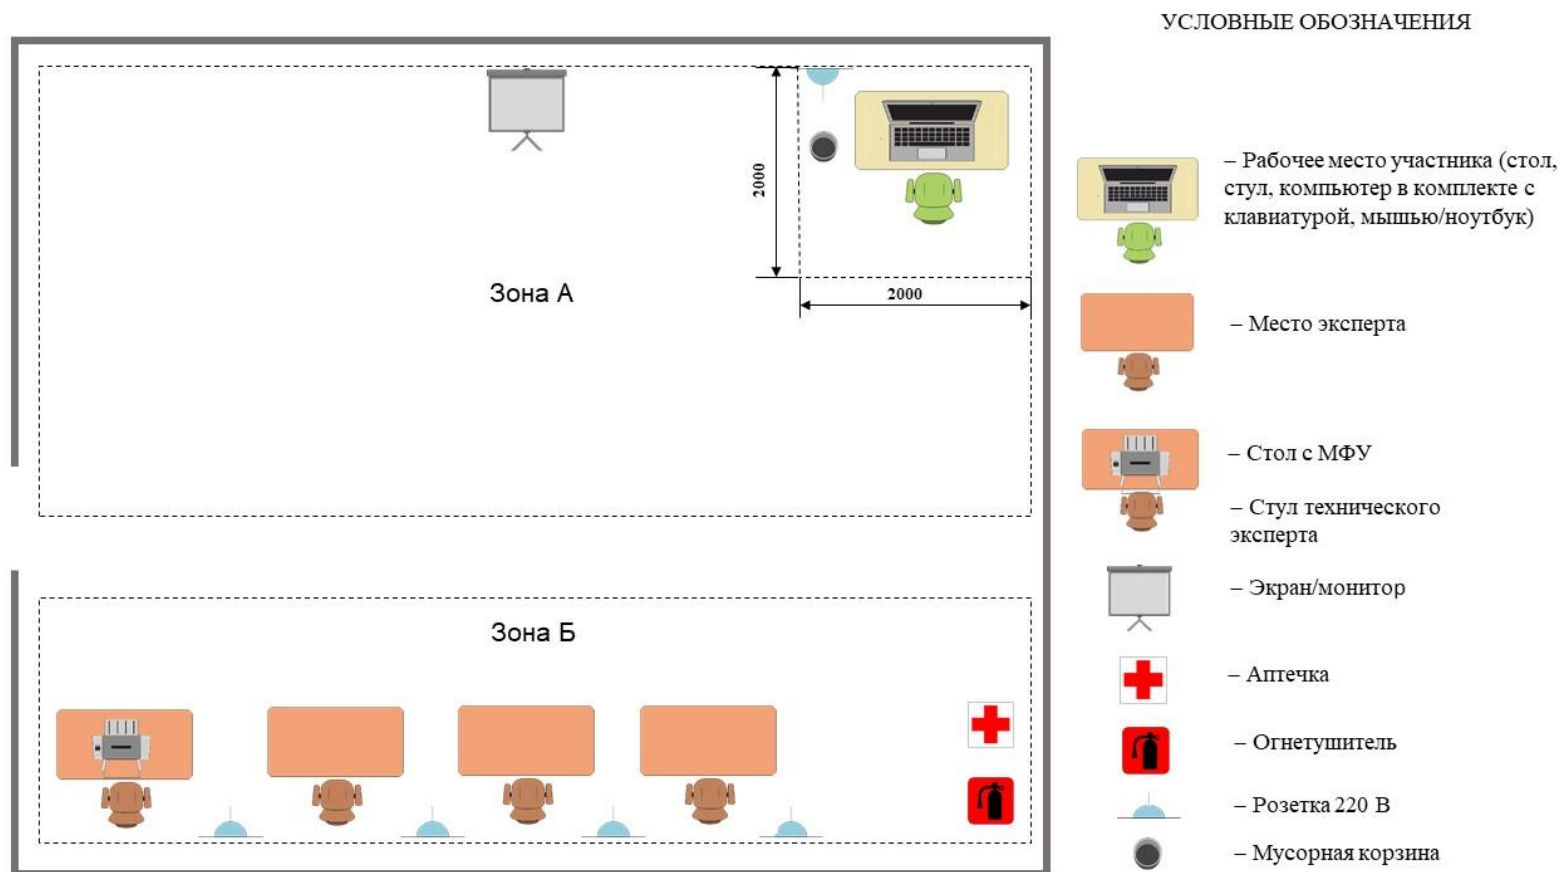 УСЛОВНЫЕ ОБОЗНАЧЕНИЯ
2000
2000
Зона А
Зона Б
– Рабочее место участника (стол,
стул, компьютер в комплекте с
клавиатурой, мышью/ноутбук)
– Место эксперта
– Стол с МФУ
– Стул технического
эксперта
– Экран/монитор
– Аптечка
– Огнетушитель
– Розетка 220 В
– Мусорная корзина